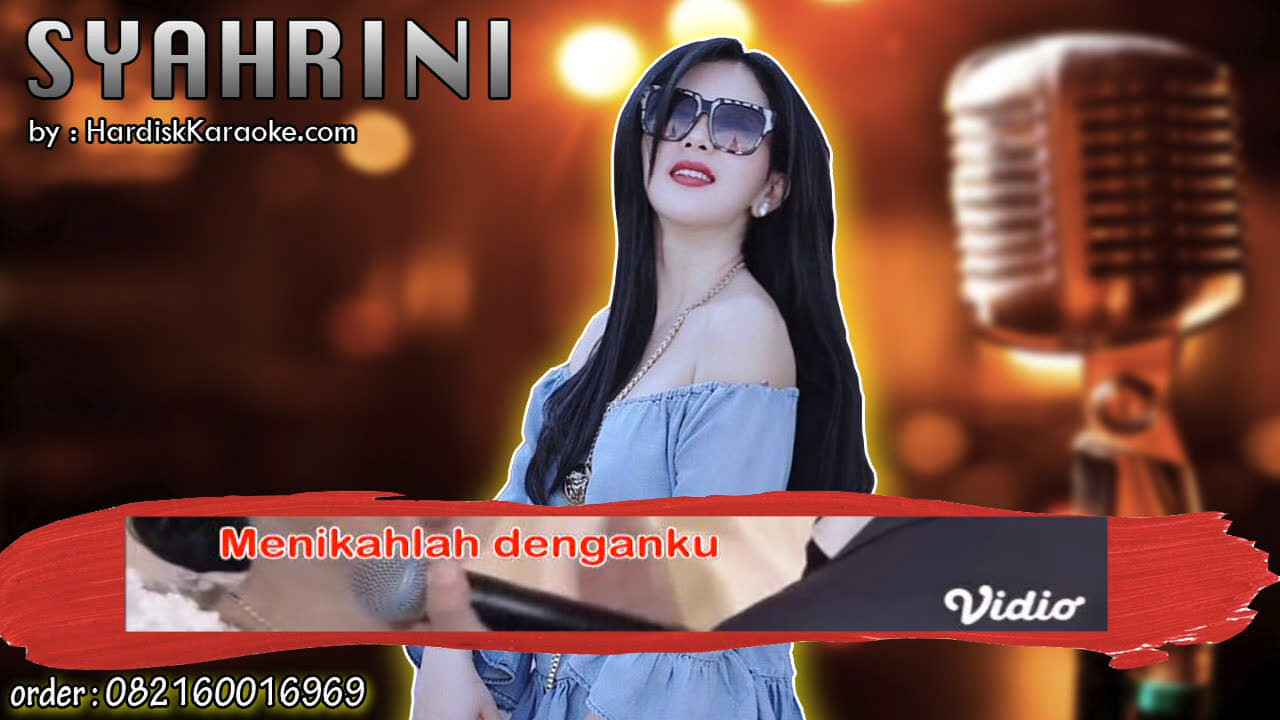 SYAHRINI
by : HardiskKaraoke.com
Menikahlah denganku
Vidio
order : 082160016969